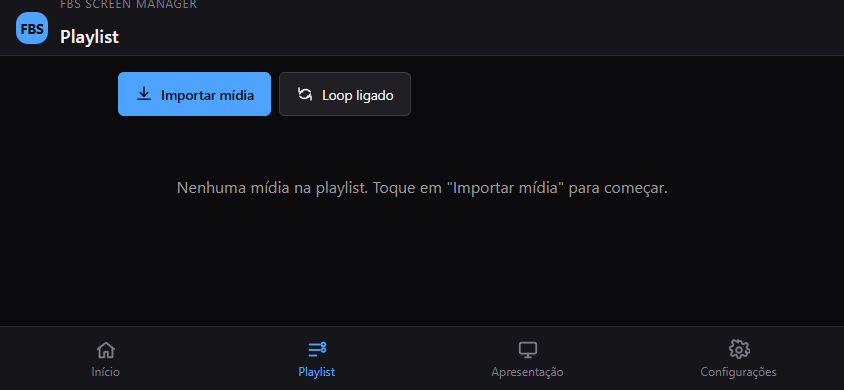 FBS SCREEN MANAGER
FBS
Playlist
Importar mídia
Loop ligado
Nenhuma mídia na playlist. Toque em "Importar mídia" para começar.
Início
Playlist
Apresentação
Configurações